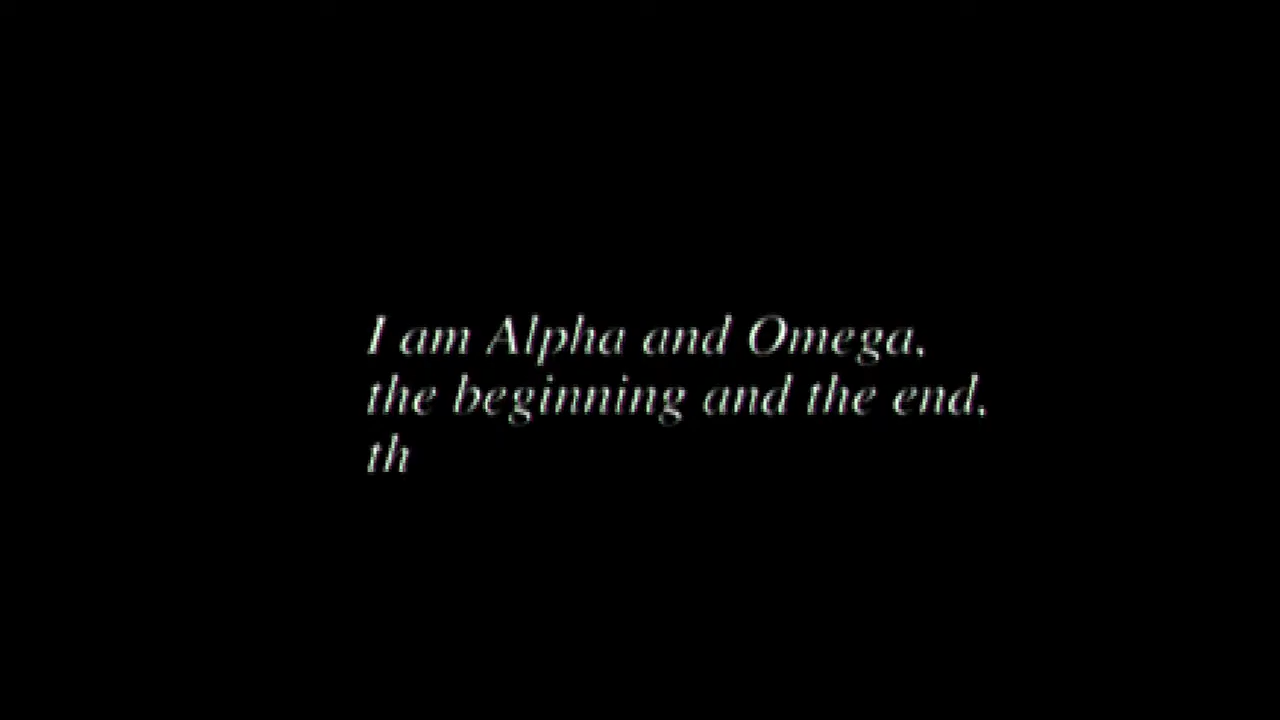 I am Alpha and Omega,
the beginning and the end,
th